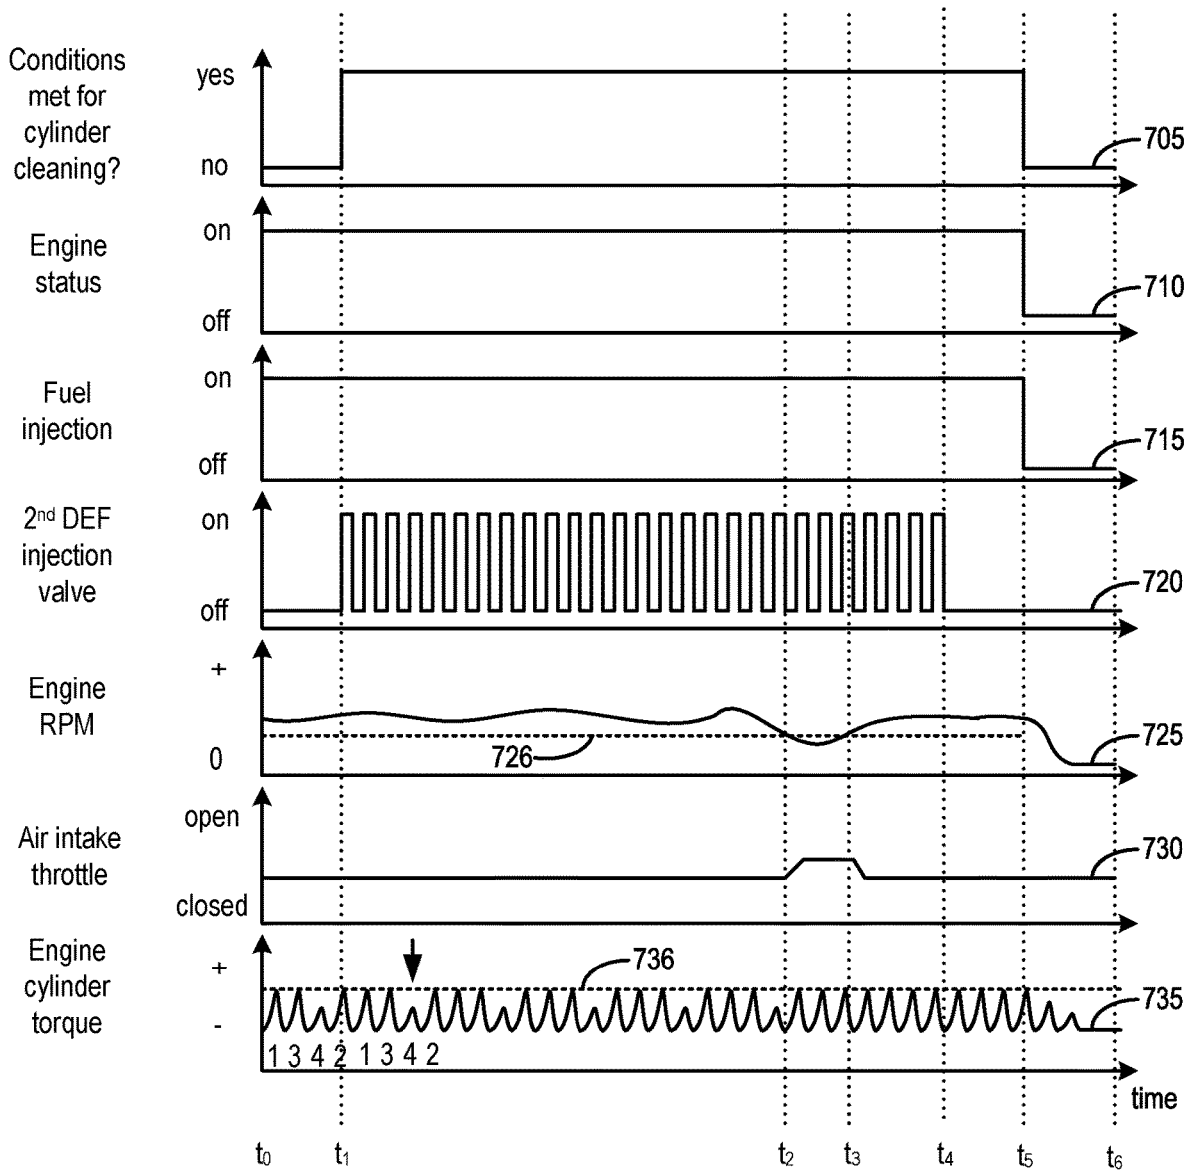 Conditions
met for
cylinder
cleaning?
yes
no
705
Engine
status
on
off
710
Fuel
injection
on
off
715
2nd DEF
injection
valve
on
off
720
Engine
RPM
+
0
726
725
Air intake
throttle
open
closed
730
Engine
cylinder
torque
+
-
736
735
1 3 4 2 1 3 4 2
time
t0 t1 t2 t3 t4 t5 t6